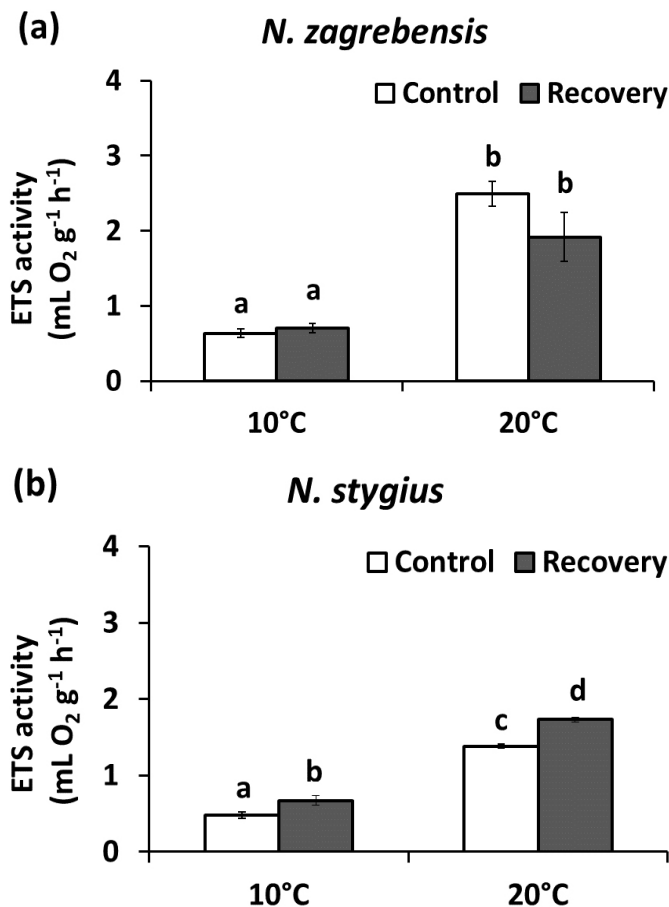 (a)
N. zagrebensis
Control Recovery
ETS activity
(mL O₂ g⁻¹ h⁻¹)
4
3
2
1
0
a a b b
10°C 20°C
(b)
N. stygius
Control Recovery
ETS activity
(mL O₂ g⁻¹ h⁻¹)
4
3
2
1
0
a b c d
10°C 20°C